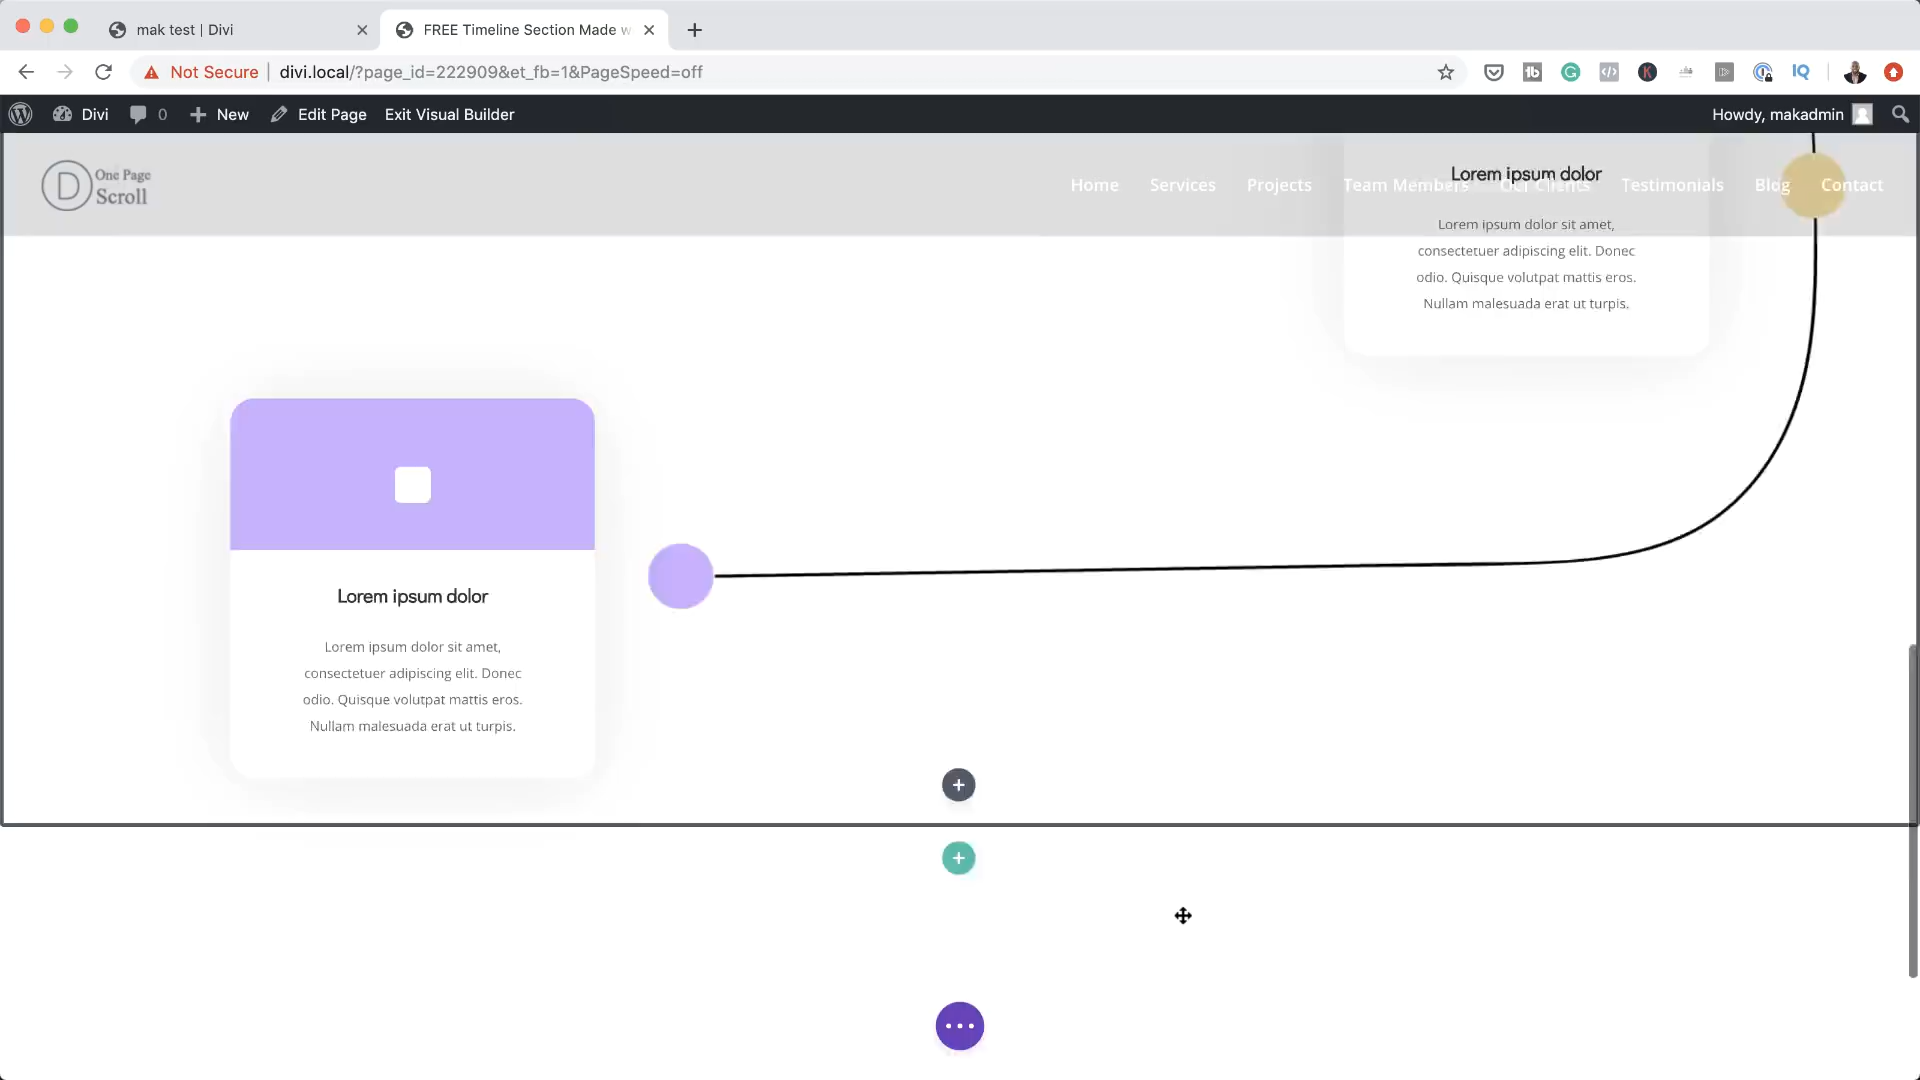 mak test | Divi
FREE Timeline Section Made w
Not Secure
divi.local/?page_id=222909&et_fb=1&PageSpeed=off
Divi
0
New
Edit Page
Exit Visual Builder
Howdy, makadmin
D
One Page
Scroll
Home
Services
Projects
Team Members
Our Clients
Testimonials
Blog
Contact
Lorem ipsum dolor
Lorem ipsum dolor sit amet,
consectetuer adipiscing elit. Donec
odio. Quisque volutpat mattis eros.
Nullam malesuada erat ut turpis.
Lorem ipsum dolor
Lorem ipsum dolor sit amet,
consectetuer adipiscing elit. Donec
odio. Quisque volutpat mattis eros.
Nullam malesuada erat ut turpis.